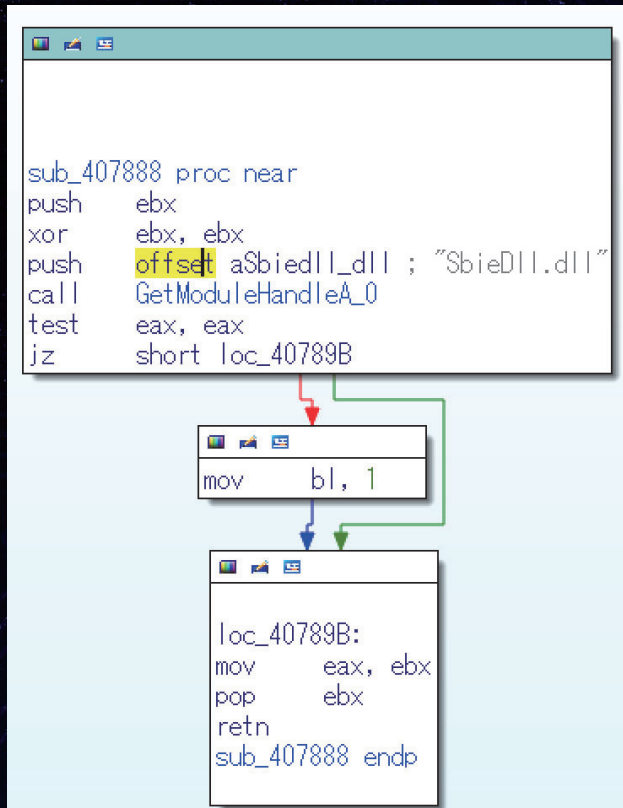 sub_407888 proc near
push ebx
xor ebx, ebx
push offset aSbiedll_dll ; "SbieDll.dll"
call GetModuleHandleA_0
test eax, eax
jz short loc_40789B
mov bl, 1
loc_40789B:
mov eax, ebx
pop ebx
retn
sub_407888 endp